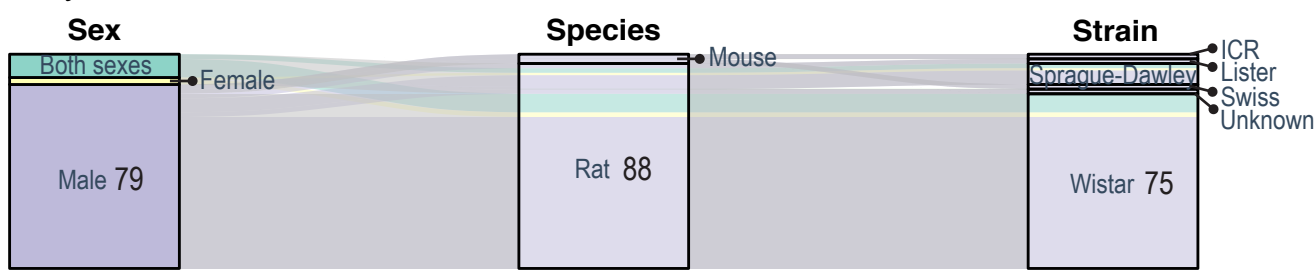 Sex
Species
Strain
Both sexes
Female
Male 79
Mouse
Rat 88
ICR
Lister
Sprague-Dawley
Swiss
Unknown
Wistar 75